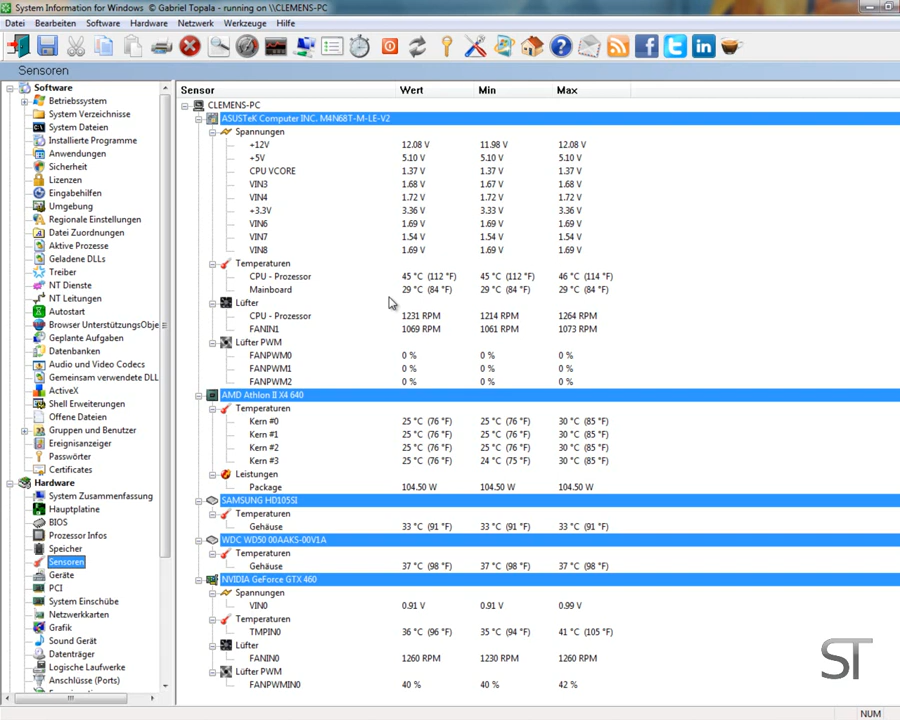 System Information for Windows © Gabriel Topala - running on \\CLEMENS-PC
Datei Bearbeiten Software Hardware Netzwerk Werkzeuge Hilfe
Sensoren
Software
Betriebssystem
System Verzeichnisse
System Dateien
Installierte Programme
Anwendungen
Sicherheit
Lizenzen
Eingabehilfen
Umgebung
Regionale Einstellungen
Datei Zuordnungen
Aktive Prozesse
Geladene DLLs
Treiber
NT Dienste
NT Leitungen
Autostart
Browser UnterstützungsObje
Geplante Aufgaben
Datenbanken
Audio und Video Codecs
Gemeinsam verwendete DLL
ActiveX
Shell Erweiterungen
Offene Dateien
Gruppen und Benutzer
Ereignisanzeiger
Passwörter
Certificates
Hardware
System Zusammenfassung
Hauptplatine
BIOS
Prozessor Infos
Speicher
Sensoren
Geräte
PCI
System Einschübe
Netzwerkkarten
Grafik
Sound Gerät
Datenträger
Logische Laufwerke
Anschlüsse (Ports)
Sensor Wert Min Max
CLEMENS-PC
ASUSTeK Computer INC. M4N68T-M-LE-V2
Spannungen
+12V 12.08 V 11.98 V 12.08 V
+5V 5.10 V 5.10 V 5.10 V
CPU VCORE 1.37 V 1.37 V 1.37 V
VIN3 1.68 V 1.67 V 1.68 V
VIN4 1.72 V 1.72 V 1.72 V
+3.3V 3.36 V 3.33 V 3.36 V
VIN6 1.69 V 1.69 V 1.69 V
VIN7 1.54 V 1.54 V 1.54 V
VIN8 1.69 V 1.69 V 1.69 V
Temperaturen
CPU - Prozessor 45 °C (112 °F) 45 °C (112 °F) 46 °C (114 °F)
Mainboard 29 °C (84 °F) 29 °C (84 °F) 29 °C (84 °F)
Lüfter
CPU - Prozessor 1231 RPM 1214 RPM 1264 RPM
FANIN1 1069 RPM 1061 RPM 1073 RPM
Lüfter PWM
FANPWM0 0 % 0 % 0 %
FANPWM1 0 % 0 % 0 %
FANPWM2 0 % 0 % 0 %
AMD Athlon II X4 640
Temperaturen
Kern #0 25 °C (76 °F) 25 °C (76 °F) 30 °C (85 °F)
Kern #1 25 °C (76 °F) 25 °C (76 °F) 30 °C (85 °F)
Kern #2 25 °C (76 °F) 25 °C (76 °F) 30 °C (85 °F)
Kern #3 25 °C (76 °F) 24 °C (75 °F) 30 °C (85 °F)
Leistungen
Package 104.50 W 104.50 W 104.50 W
SAMSUNG HD105SI
Temperaturen
Gehäuse 33 °C (91 °F) 33 °C (91 °F) 33 °C (91 °F)
WDC WD50 00AAKS-00V1A
Temperaturen
Gehäuse 37 °C (98 °F) 37 °C (98 °F) 37 °C (98 °F)
NVIDIA GeForce GTX 460
Spannungen
VIN0 0.91 V 0.91 V 0.99 V
Temperaturen
TMPIN0 36 °C (96 °F) 35 °C (94 °F) 41 °C (105 °F)
Lüfter
FANIN0 1260 RPM 1230 RPM 1260 RPM
Lüfter PWM
FANPWMIN0 40 % 40 % 42 %
ST
NUM